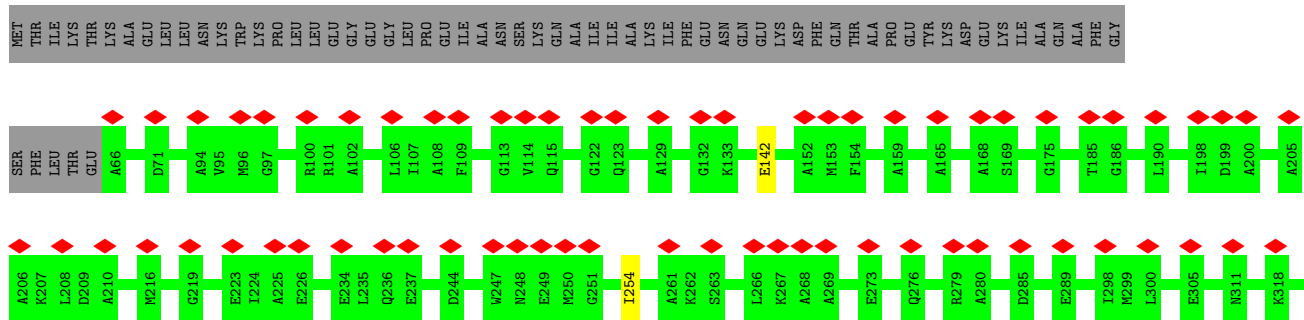 MET THR ILE LYS THR LYS ALA GLU LEU LEU ASN LYS TRP LYS PRO LEU LEU GLU GLY GLU GLY LEU PRO GLU ILE ALA ASN SER LYS GLN ALA ILE ILE ALA LYS ILE PHE GLU ASN GLN GLU LYS ASP PHE GLN THR ALA PRO GLU TYR LYS ASP GLU LYS ILE ALA GLN ALA PHE GLY
SER PHE LEU THR GLU A66 D71 A94 V95 M96 G97 R100 R101 A102 L106 I107 A108 F109 G113 V114 Q115 G122 Q123 A129 G132 K133 E142 A152 M153 F154 A159 A165 A168 S169 G175 T185 G186 L190 I198 D199 A200 A205
A206 K207 L208 D209 A210 M216 G219 E223 I224 A225 E226 E234 L235 Q236 E237 D244 W247 N248 E249 M250 G251 I254 A261 K262 S263 L266 K267 A268 A269 E273 Q276 R279 A280 D285 E289 I298 M299 L300 E305 N311 K318